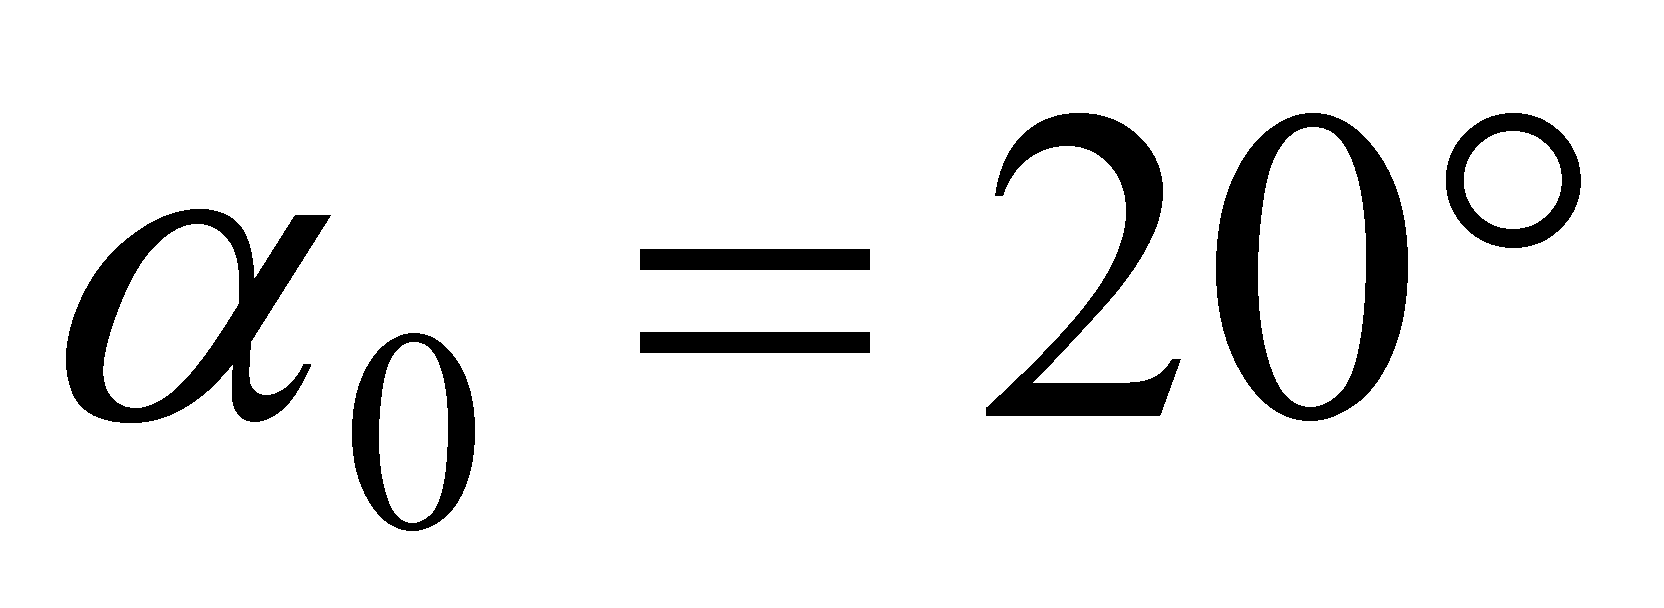 α₀ = 20°